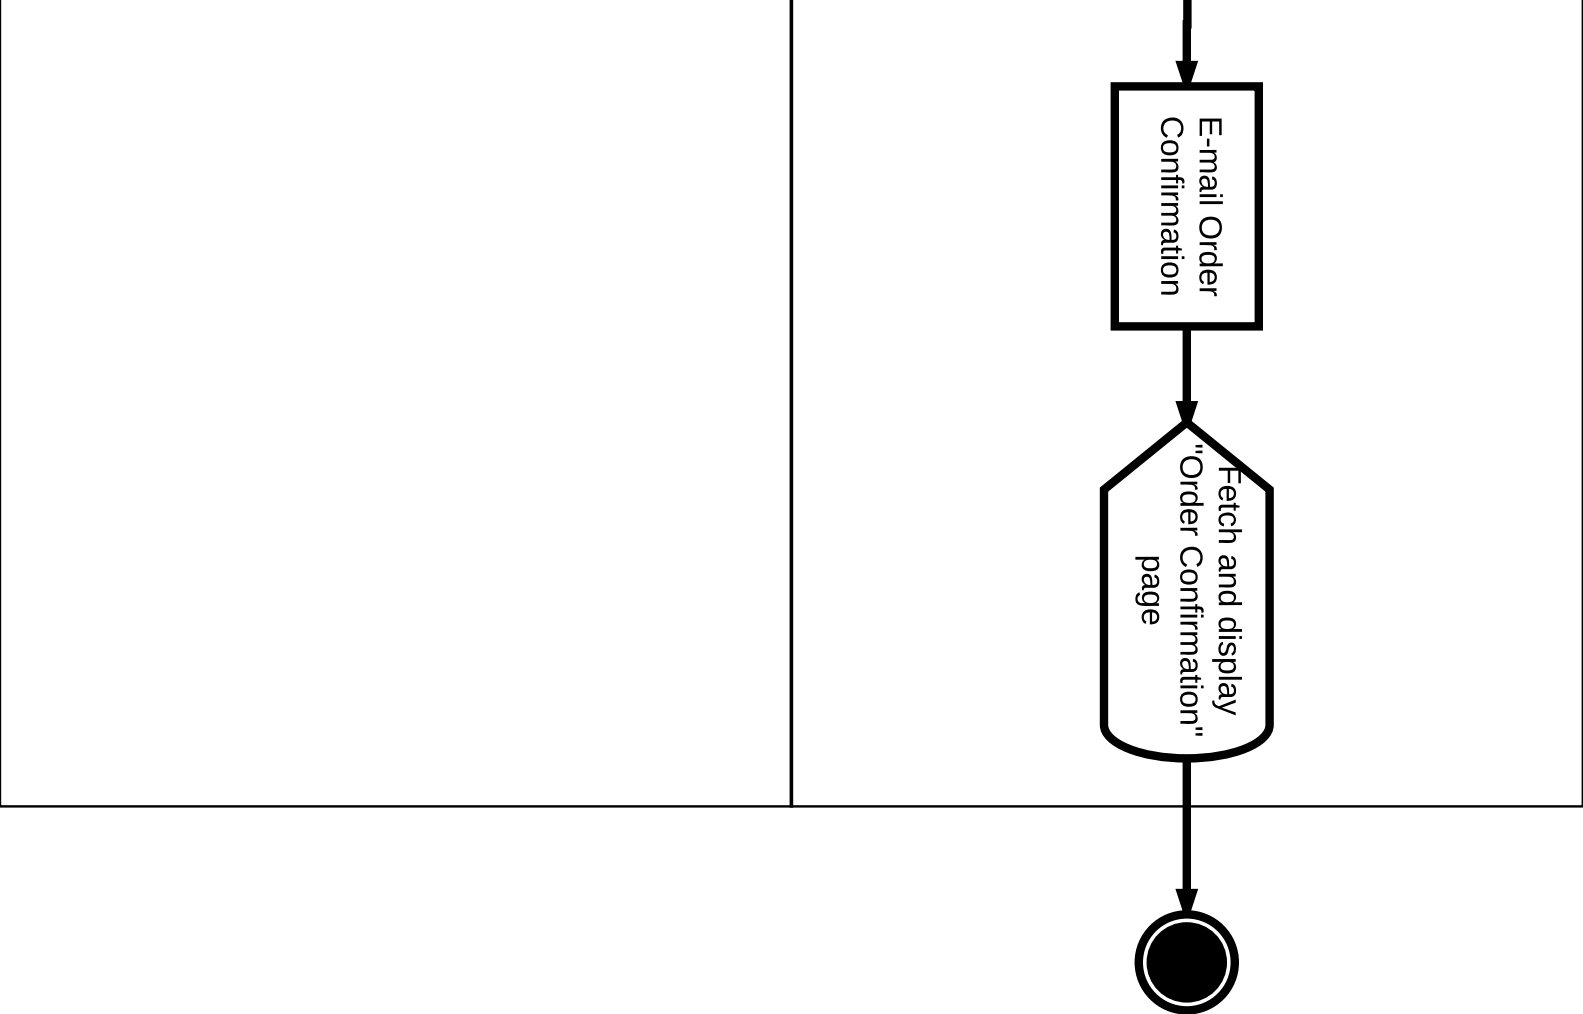 E-mail Order
Confirmation
Fetch and display
"Order Confirmation"
page